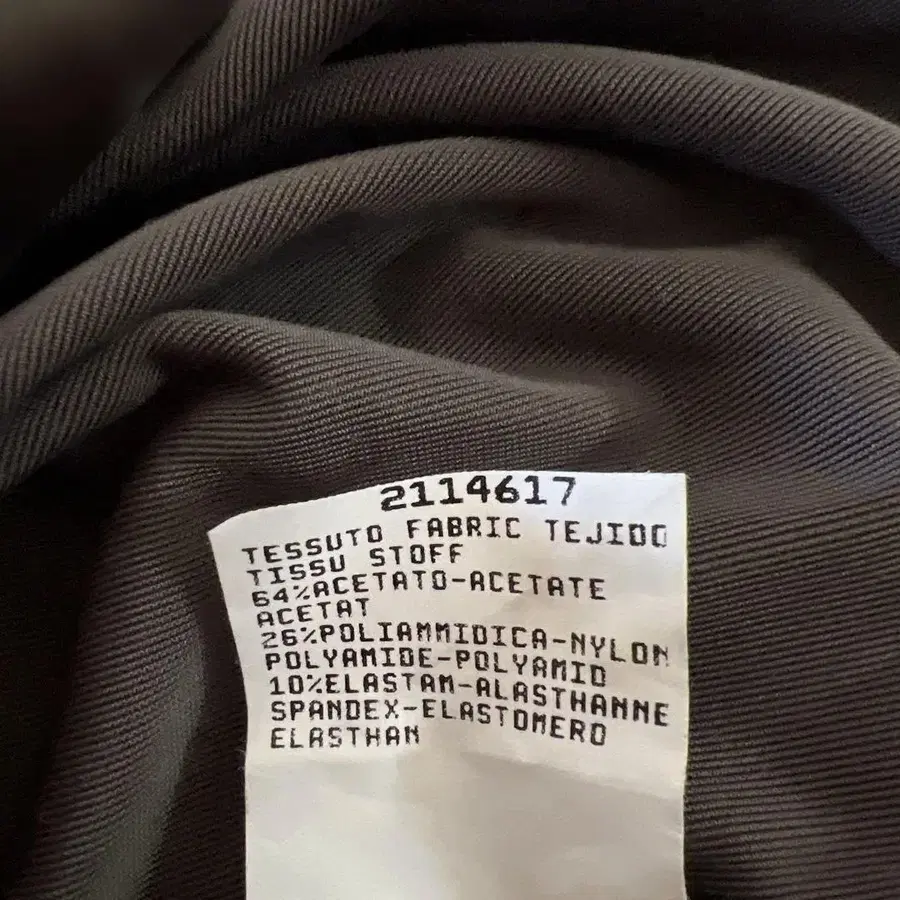 2114617
TESSUTO FABRIC TEJIDO
TISSU STOFF
64%ACETATO-ACETATE
ACETAT
26%POLIAMMIDICA-NYLON
POLYAMIDE-POLYAMID
10%ELASTAM-ALASTHANNE
SPANDEX-ELASTOMERO
ELASTHAN